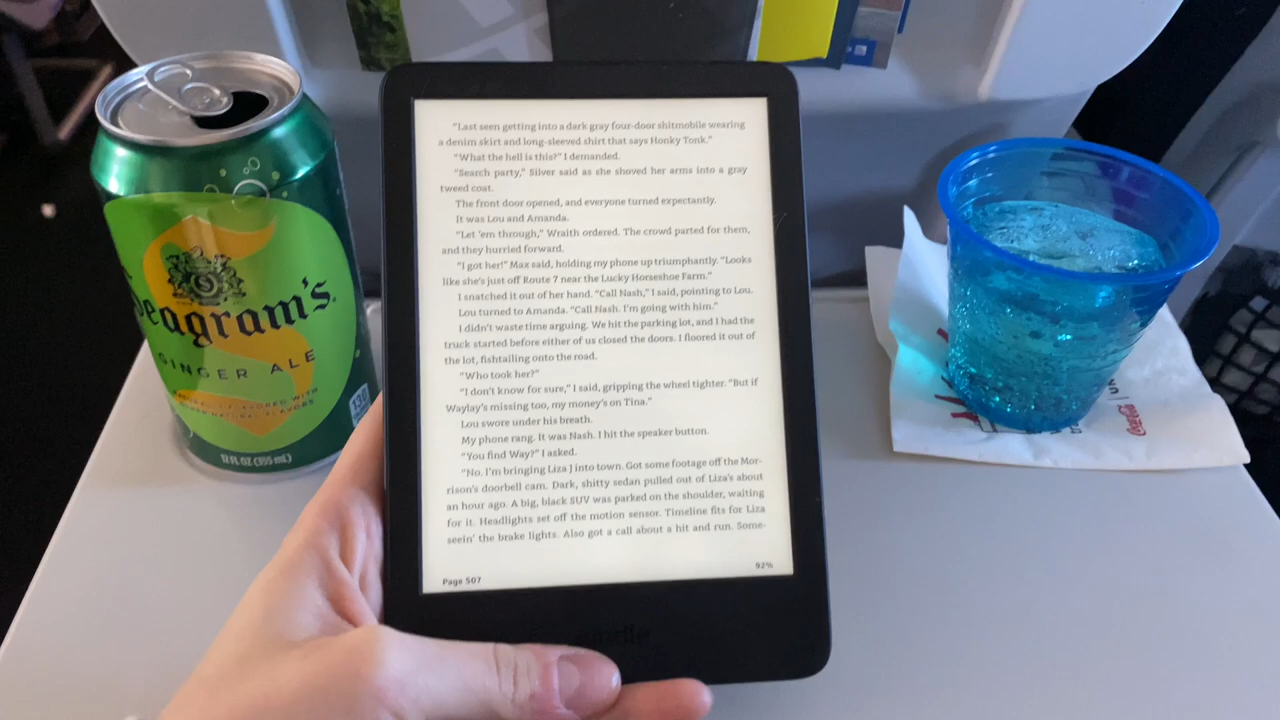 Seagram's
GINGER ALE
12 FL OZ (355 mL)
"Last seen getting into a dark gray four-door shitmobile wearing
a denim skirt and long-sleeved shirt that says Honky Tonk."
"What the hell is this?" I demanded.
"Search party," Silver said as she shoved her arms into a gray
tweed coat.
The front door opened, and everyone turned expectantly.
It was Lou and Amanda.
"Let 'em through," Wraith ordered. The crowd parted for them,
and they hurried forward.
"I got her!" Max said, holding my phone up triumphantly. "Looks
like she's just off Route 7 near the Lucky Horseshoe Farm."
I snatched it out of her hand. "Call Nash," I said, pointing to Lou.
Lou turned to Amanda. "Call Nash. I'm going with him."
I didn't waste time arguing. We hit the parking lot, and I had the
truck started before either of us closed the doors. I floored it out of
the lot, fishtailing onto the road.
"Who took her?"
"I don't know for sure," I said, gripping the wheel tighter. "But if
Waylay's missing too, my money's on Tina."
Lou swore under his breath.
My phone rang. It was Nash. I hit the speaker button.
"You find Way?" I asked.
"No. I'm bringing Liza J into town. Got some footage off the Mor-
rison's doorbell cam. Dark, shitty sedan pulled out of Liza's about
an hour ago. A big, black SUV was parked on the shoulder, waiting
for it. Headlights set off the motion sensor. Timeline fits for Liza
seein' the brake lights. Also got a call about a hit and run. Some-
Page 507
92%
Coca-Cola